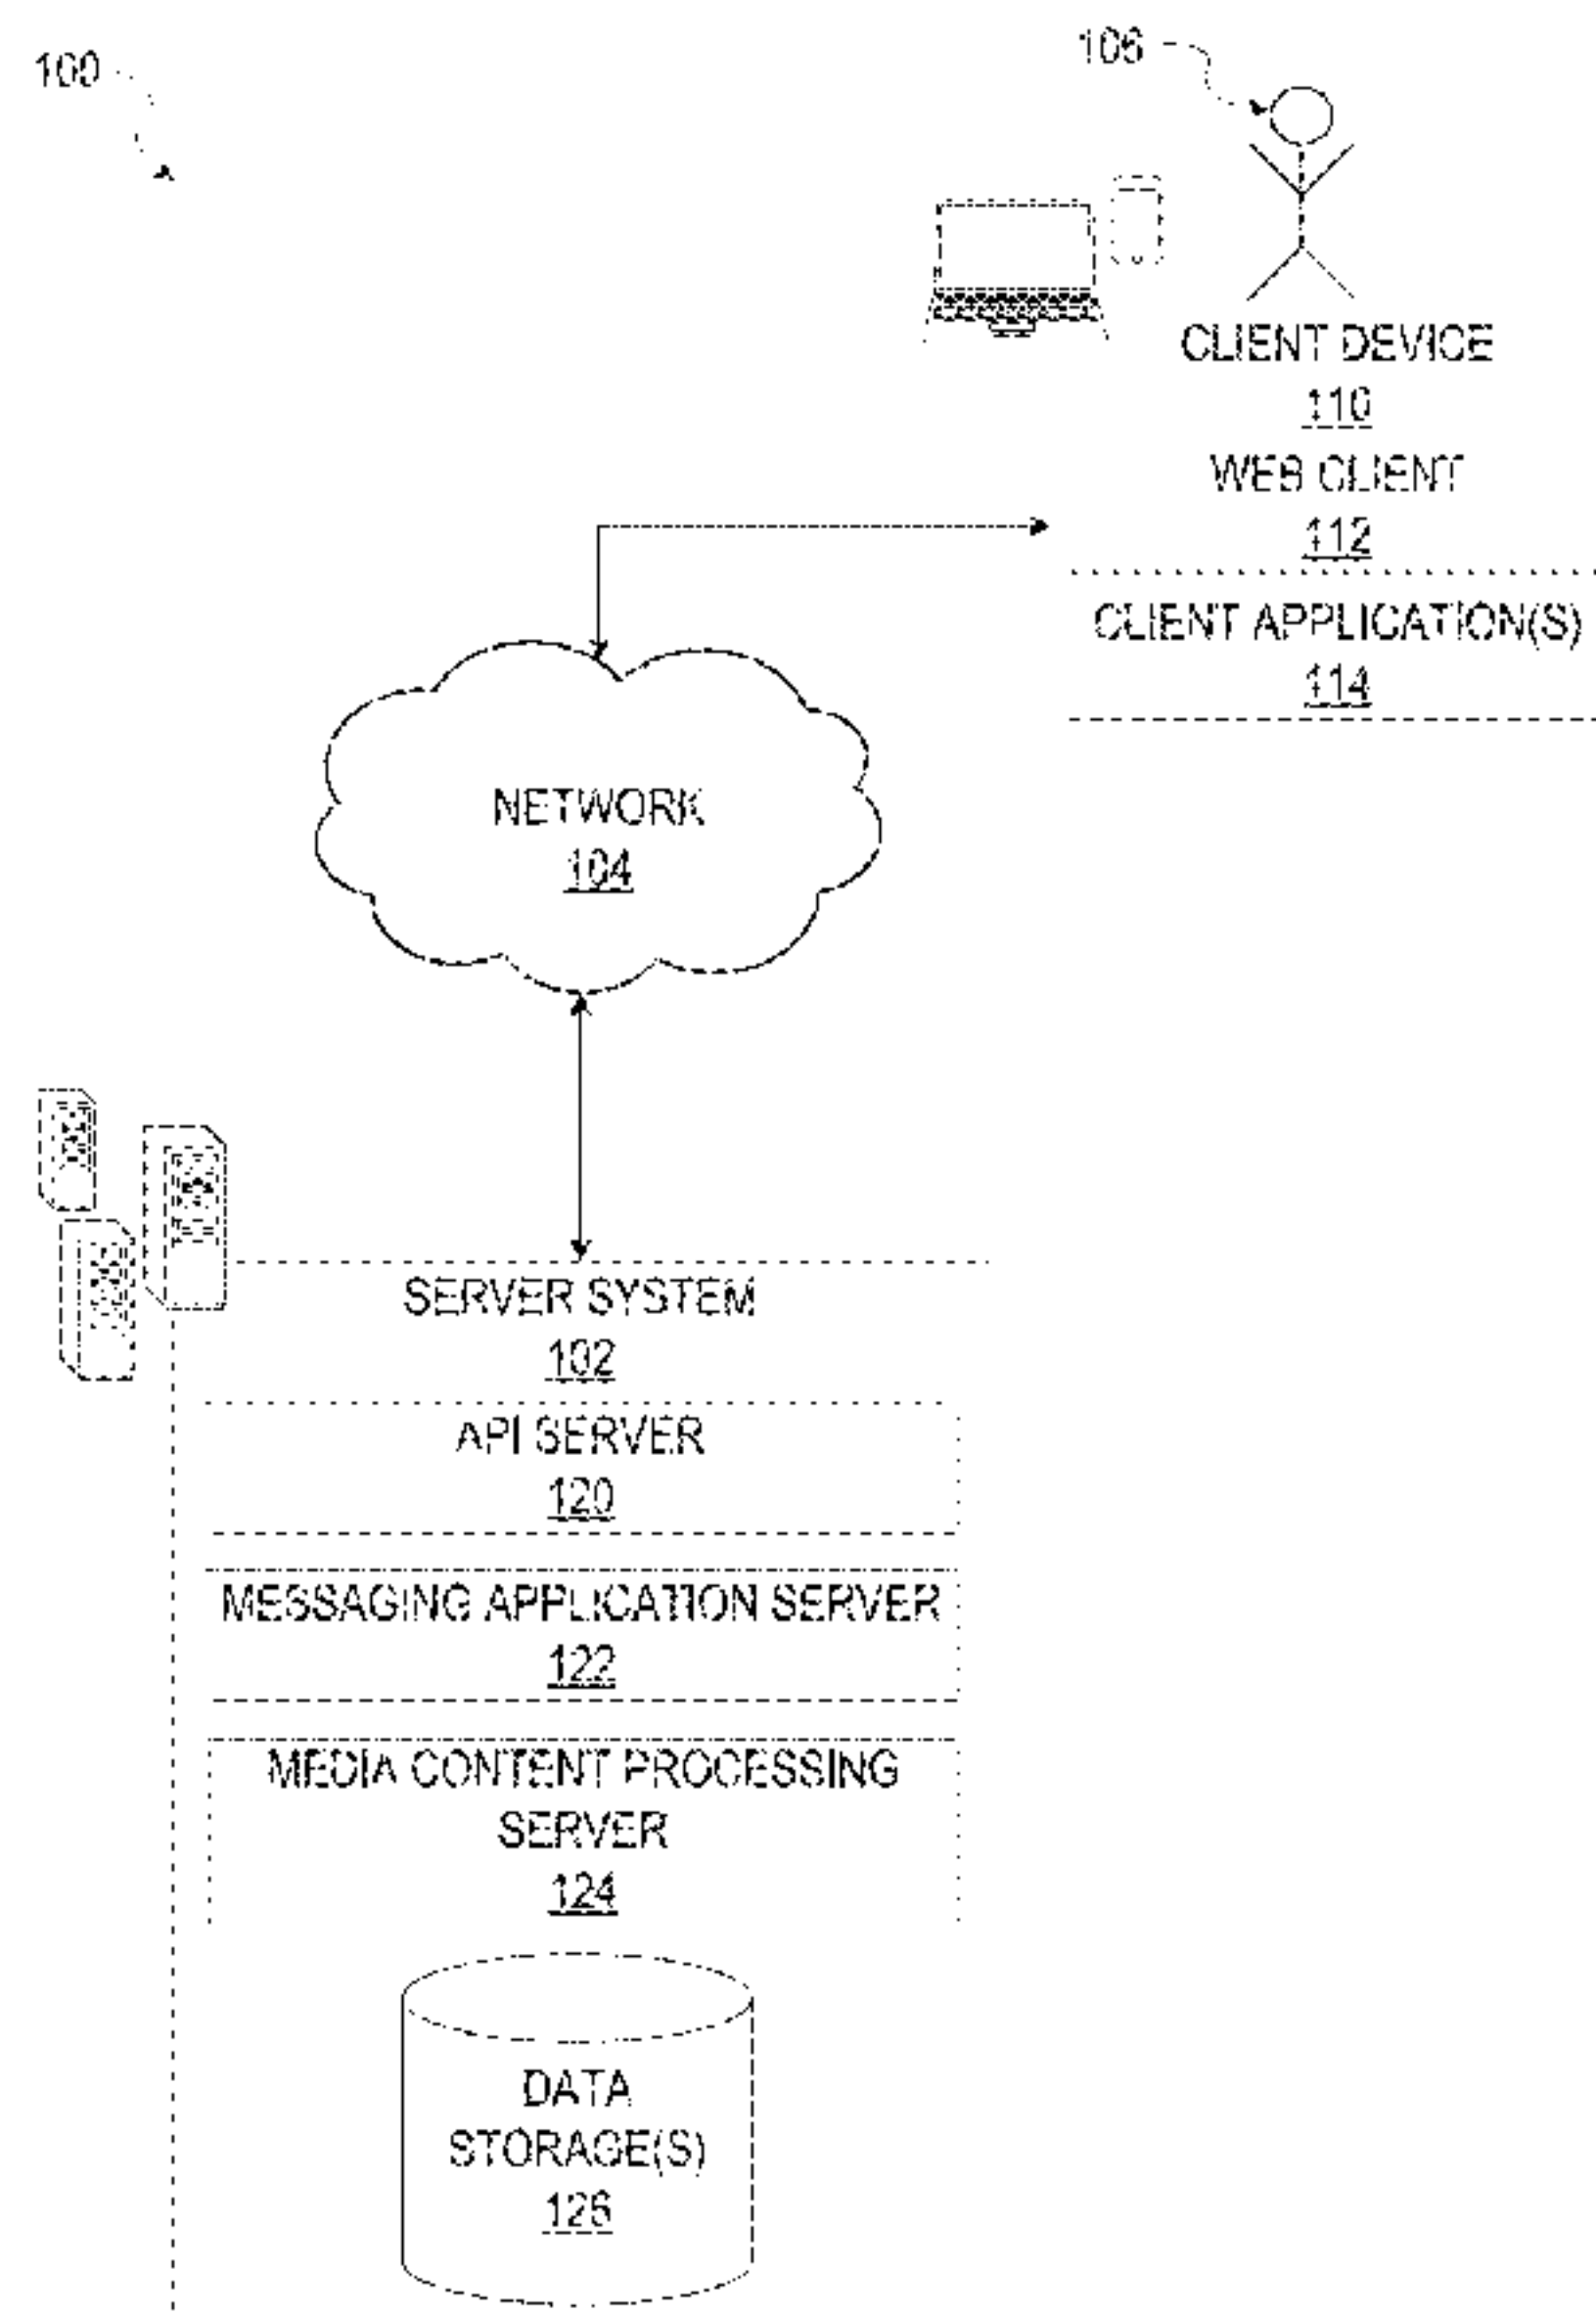 100
106
CLIENT DEVICE
110
WEB CLIENT
112
CLIENT APPLICATION(S)
114
NETWORK
104
SERVER SYSTEM
102
API SERVER
120
MESSAGING APPLICATION SERVER
122
MEDIA CONTENT PROCESSING
SERVER
124
DATA
STORAGE(S)
126